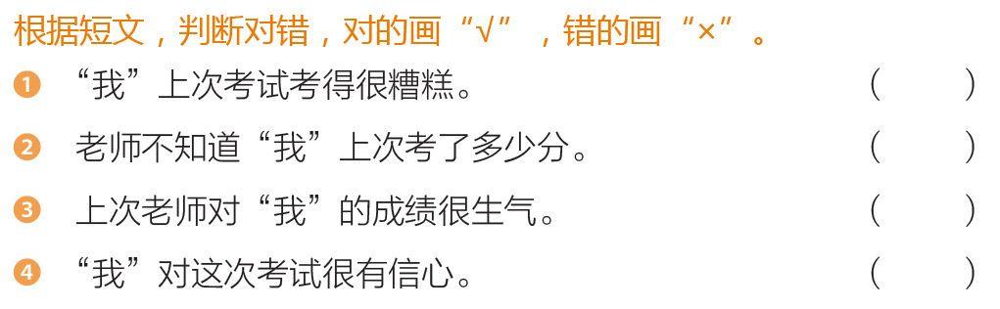 根据短文，判断对错，对的画“√”，错的画“×”。
1 “我”上次考试考得很糟糕。 （ ）
2 老师不知道“我”上次考了多少分。 （ ）
3 上次老师对“我”的成绩很生气。 （ ）
4 “我”对这次考试很有信心。 （ ）